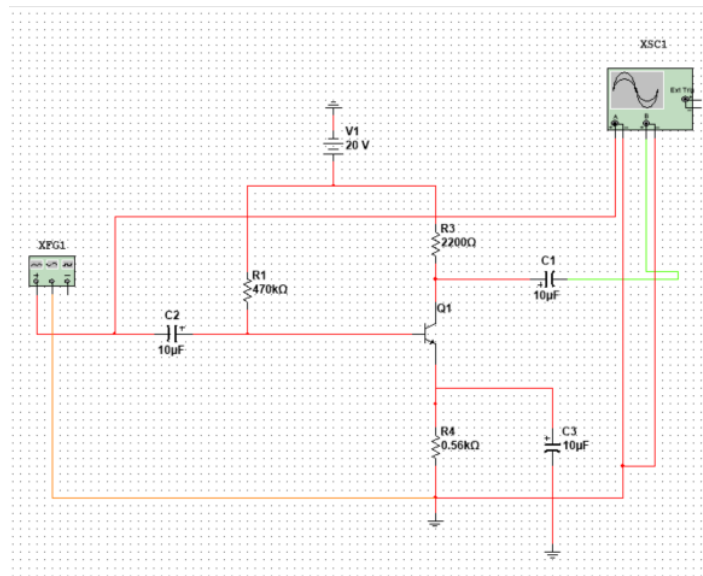 XSC1
Ext Trig
A
B
V1
20 V
XFG1
R3
2200Ω
C1
10µF
R1
470kΩ
Q1
C2
10µF
R4
0.56kΩ
C3
10µF